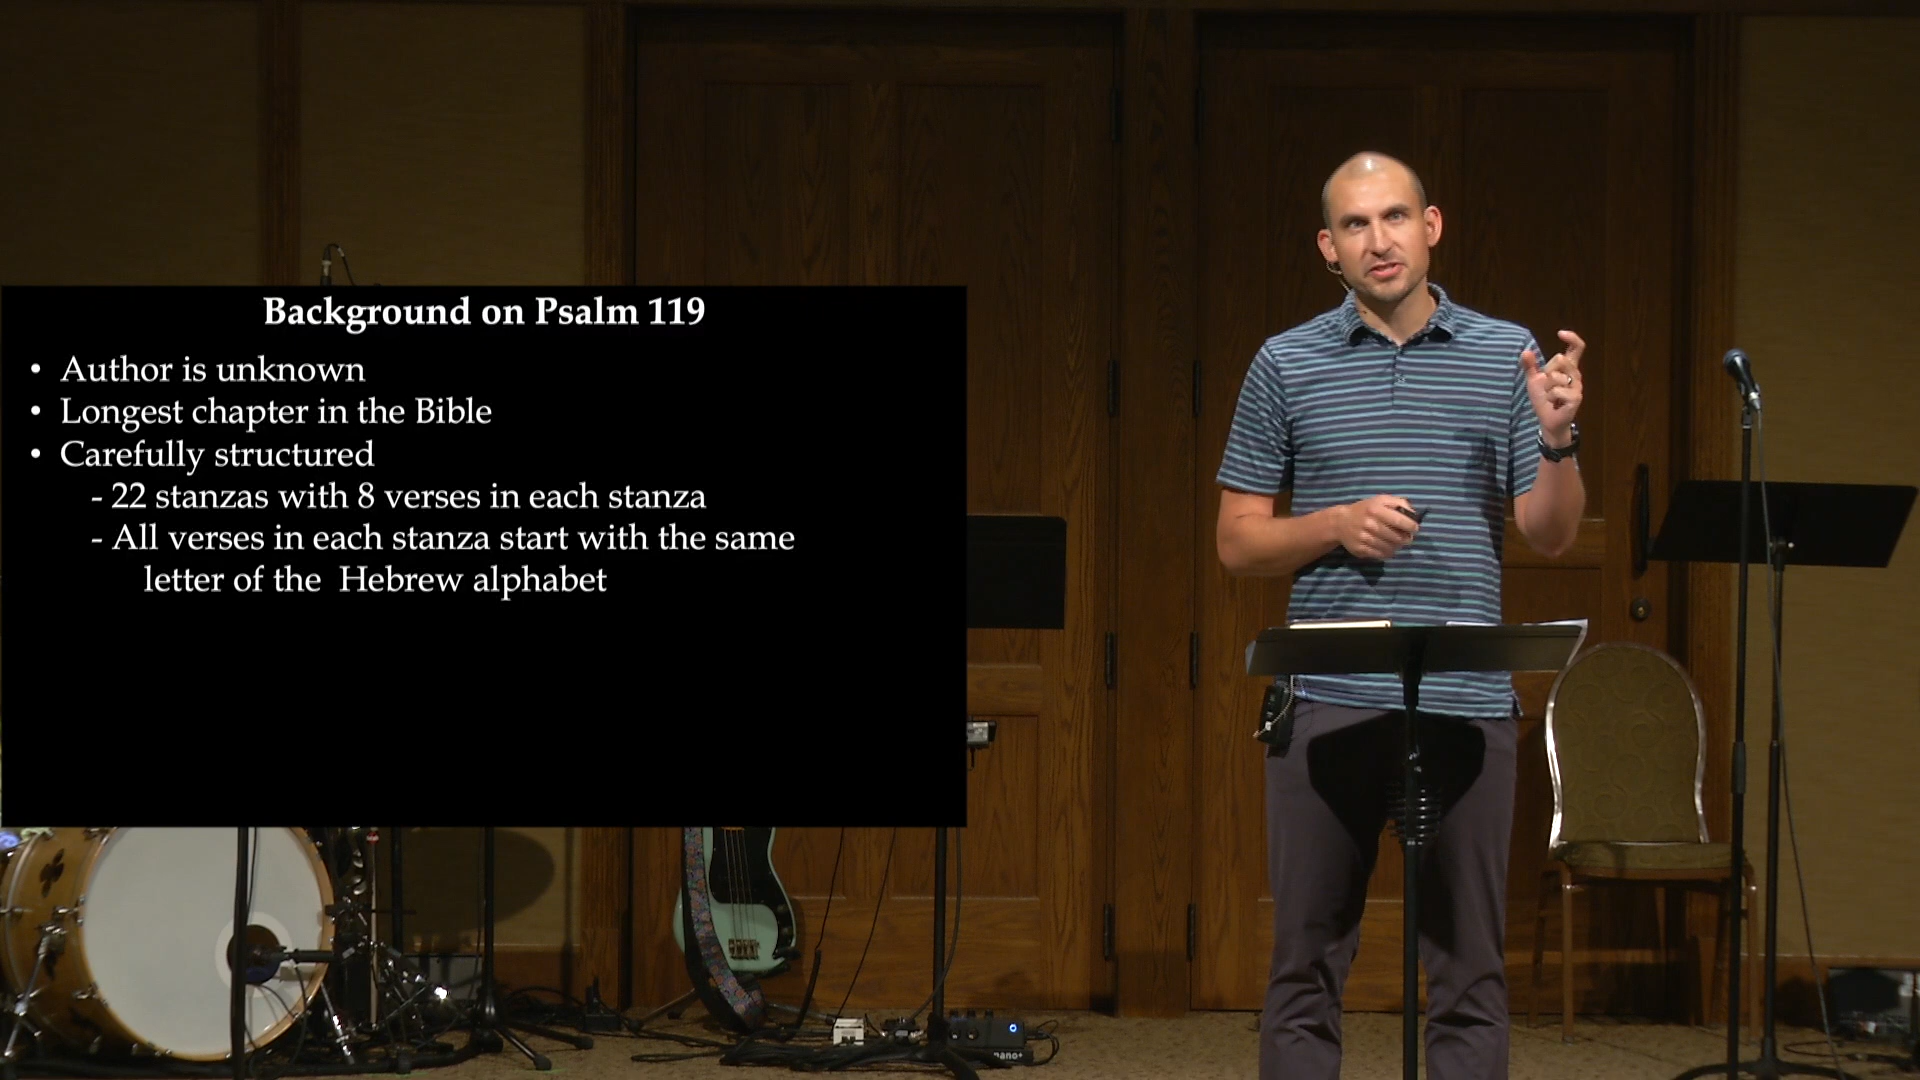 Background on Psalm 119
• Author is unknown
• Longest chapter in the Bible
• Carefully structured
- 22 stanzas with 8 verses in each stanza
- All verses in each stanza start with the same
letter of the  Hebrew alphabet
nano+